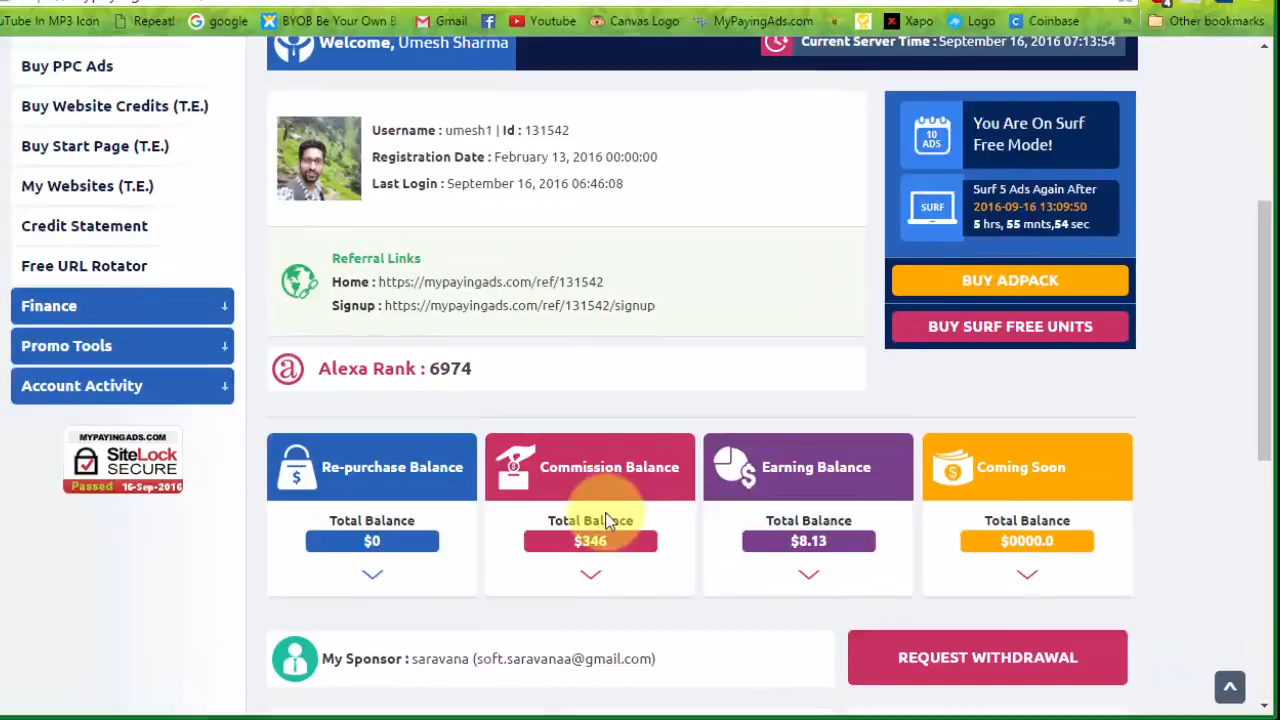 uTube In MP3 Icon
Repeat!
google
BYOB Be Your Own B
Gmail
Youtube
Canvas Logo
MyPayingAds.com
Xapo
Logo
Coinbase
»
Other bookmarks
Welcome, Umesh Sharma
Current Server Time : September 16, 2016 07:13:54
Buy PPC Ads
Buy Website Credits (T.E.)
Buy Start Page (T.E.)
My Websites (T.E.)
Credit Statement
Free URL Rotator
Finance
Promo Tools
Account Activity
MYPAYINGADS.COM
SiteLock
SECURE
Passed 16-Sep-2016
Username : umesh1 | Id : 131542
Registration Date : February 13, 2016 00:00:00
Last Login : September 16, 2016 06:46:08
Referral Links
Home : https://mypayingads.com/ref/131542
Signup : https://mypayingads.com/ref/131542/signup
Alexa Rank : 6974
10
ADS
You Are On Surf
Free Mode!
SURF
Surf 5 Ads Again After
2016-09-16 13:09:50
5 hrs, 55 mnts,54 sec
BUY ADPACK
BUY SURF FREE UNITS
Re-purchase Balance
Total Balance
$0
Commission Balance
Total Balance
$346
Earning Balance
Total Balance
$8.13
Coming Soon
Total Balance
$0000.0
My Sponsor : saravana (soft.saravanaa@gmail.com)
REQUEST WITHDRAWAL